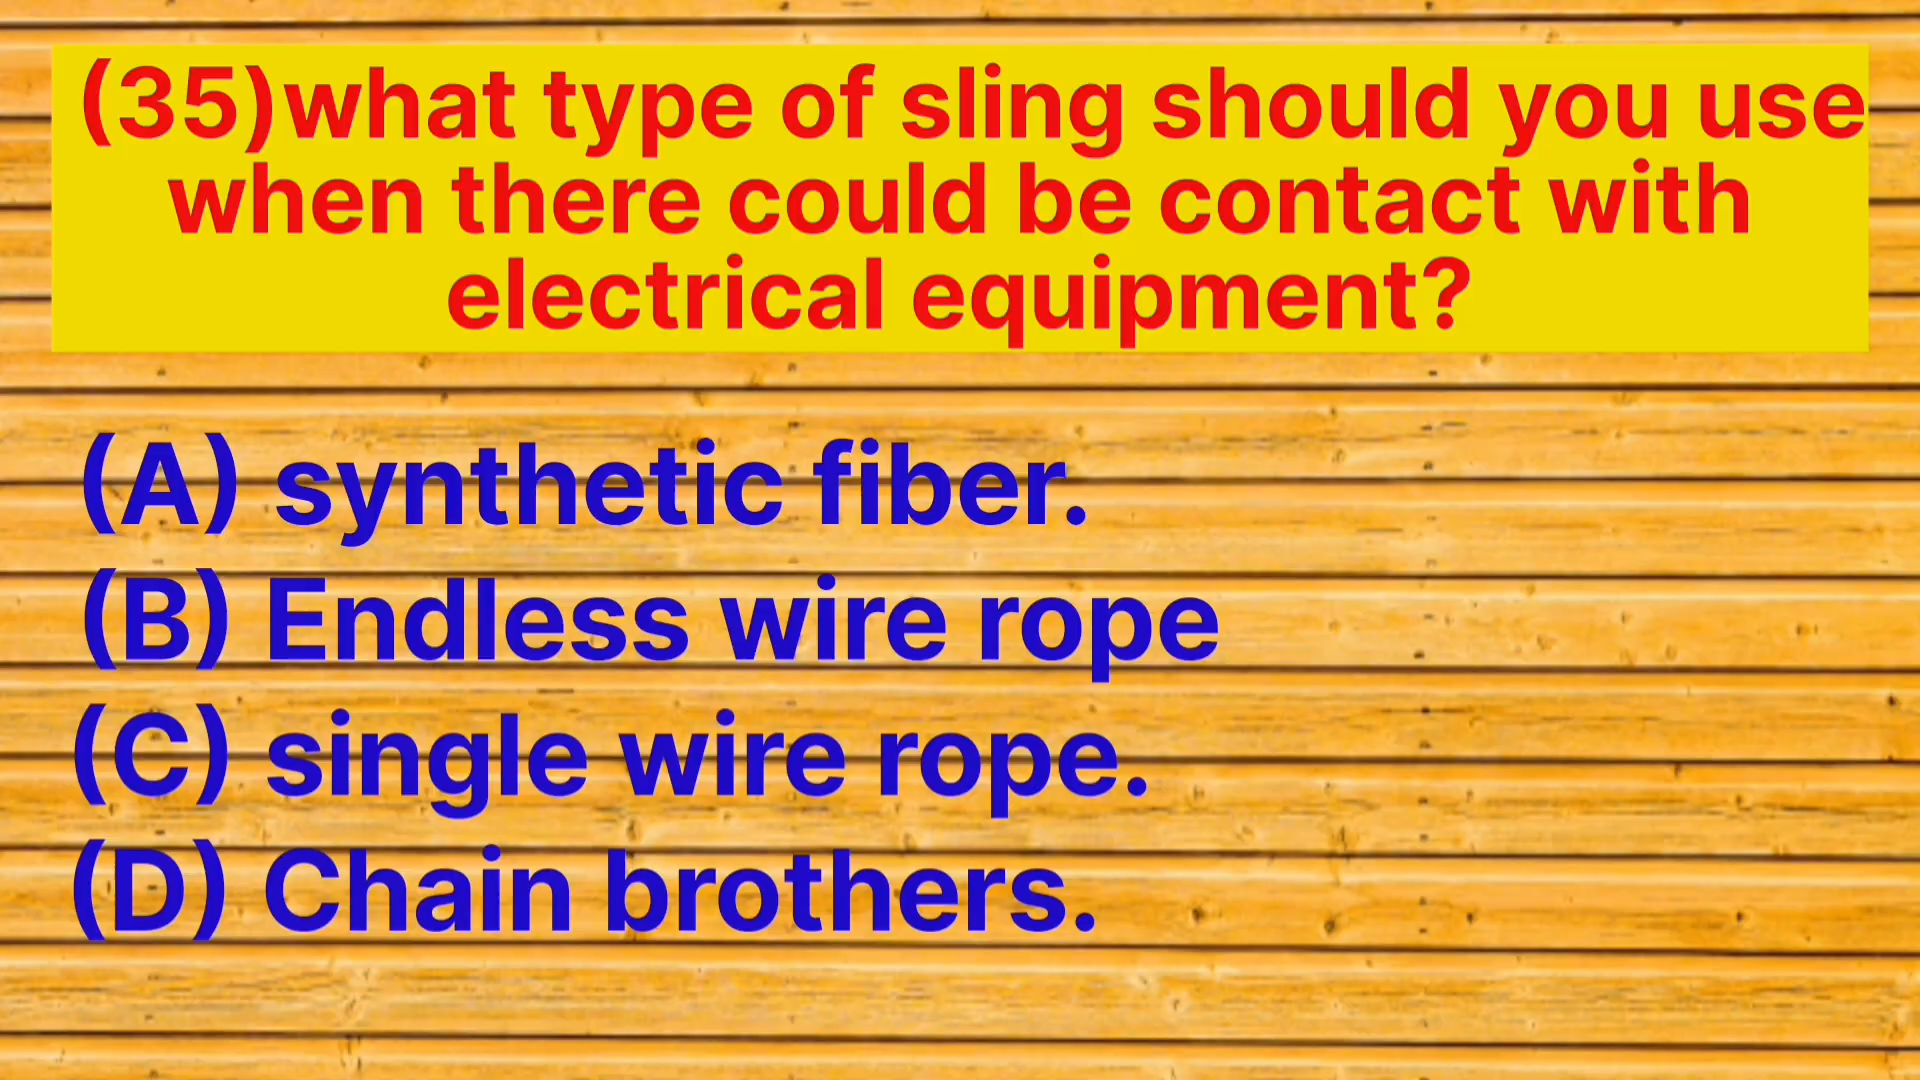 (35)what type of sling should you use
when there could be contact with
electrical equipment?
(A) synthetic fiber.
(B) Endless wire rope
(C) single wire rope.
(D) Chain brothers.